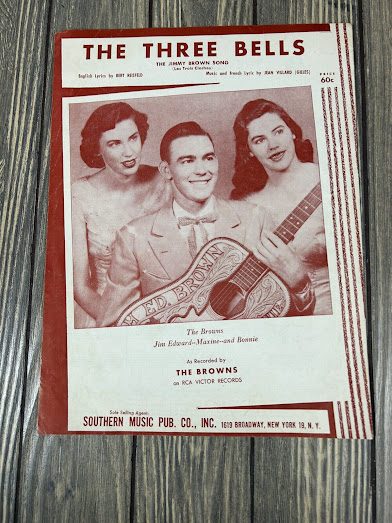 THE THREE BELLS
THE JIMMY BROWN SONG
(Les Trois Cloches)
English Lyrics by BERT REISFELD
Music and French Lyric by JEAN VILLARD (GILLES)
PRICE
60c
ED. BROWN
The Browns
Jim Edward--Maxine--and Bonnie
As Recorded by
THE BROWNS
on RCA VICTOR RECORDS
Sole Selling Agent:
SOUTHERN MUSIC PUB. CO., INC. 1619 BROADWAY, NEW YORK 19, N. Y.